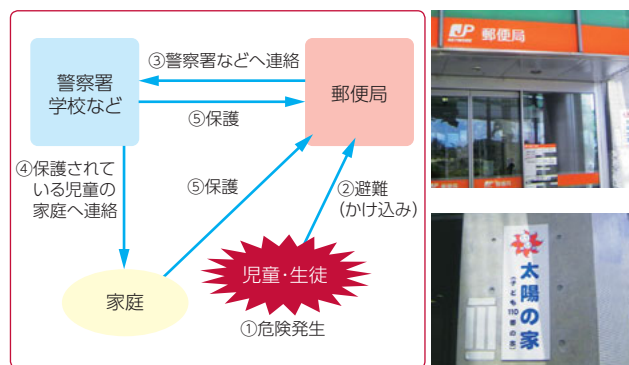 警察署
学校など
③警察署などへ連絡
郵便局
⑤保護
④保護されて
いる児童の
家庭へ連絡
⑤保護
②避難
(かけ込み)
児童・生徒
家庭
①危険発生
JP 郵便局
太陽の家
(子ども110番の家)